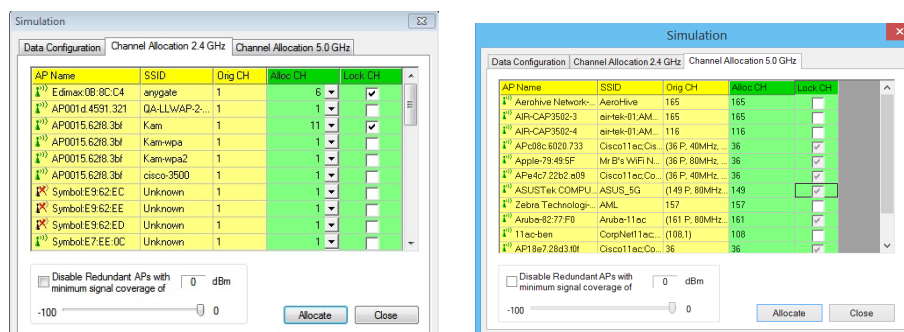 Simulation
Data Configuration Channel Allocation 2.4 GHz Channel Allocation 5.0 GHz
AP Name SSID Orig CH Alloc CH Lock CH
Edimax:0B:8C:C4 anygate 1 6
AP001d.4591.321 QA-LLWAP-2-... 1 1
AP0015.62f8.3bf Kam 1 11
AP0015.62f8.3bf Kam-wpa 1 1
AP0015.62f8.3bf Kam-wpa2 1 1
AP0015.62f8.3bf cisco-3500 1 1
Symbol:E9:62:EC Unknown 1 1
Symbol:E9:62:EE Unknown 1 1
Symbol:E9:62:ED Unknown 1 1
Symbol:E7:EE:0C Unknown 1 1
Disable Redundant APs with
minimum signal coverage of 0 dBm
-100 0
Allocate Close
Simulation
Data Configuration Channel Allocation 2.4 GHz Channel Allocation 5.0 GHz
AP Name SSID Orig CH Alloc CH Lock CH
Aerohive Network-... AeroHive 165 165
AIR-CAP3502-3 air-tek-01;AM... 165 165
AIR-CAP3502-4 air-tek-01;AM... 116 116
APc08c.6020.733 Cisco11ac;Cis... (36 P, 40MHz, ... 36
Apple-79:49:5F Mr.B's WiFi N... (36 P, 80MHz, ... 36
APe4c7.22b2.a09 Cisco11ac;Co... (36 P, 40MHz, ... 36
ASUSTek COMPU... ASUS_5G (149 P, 80MHz... 149
Zebra Technologi-... AML 157 157
Aruba-82:77:F0 Aruba-11ac (161 P, 80MHz... 161
11ac-ben CorpNet11ac;... (108,1) 108
AP18e7.28d3.f0f Cisco11ac;Co... 36 36
Disable Redundant APs with
minimum signal coverage of 0 dBm
-100 0
Allocate Close